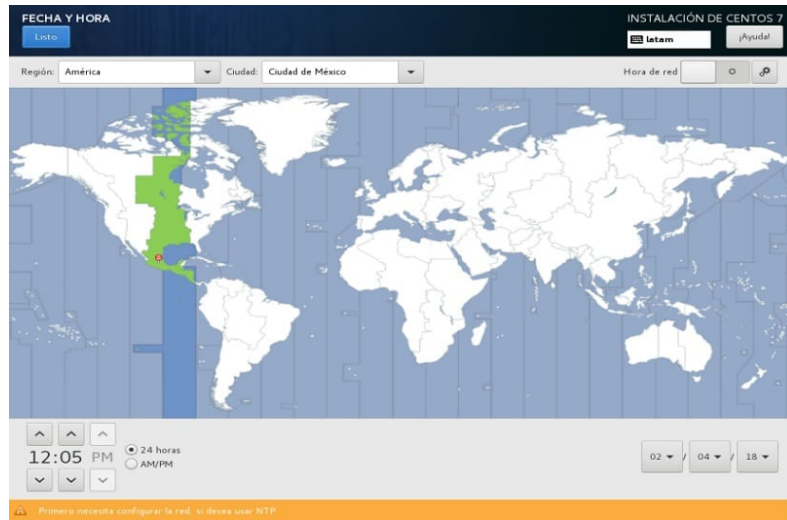 FECHA Y HORA
INSTALACIÓN DE CENTOS 7
Listo
latam
¡Ayuda!
Región: América
Ciudad: Ciudad de México
Hora de red
12:05 PM
24 horas
AM/PM
02 / 04 / 18
Primero necesita configurar la red, si desea usar NTP